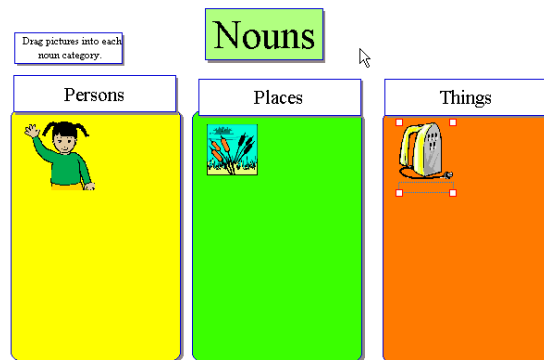 Nouns
Drag pictures into each
noun category.
Persons
Places
Things